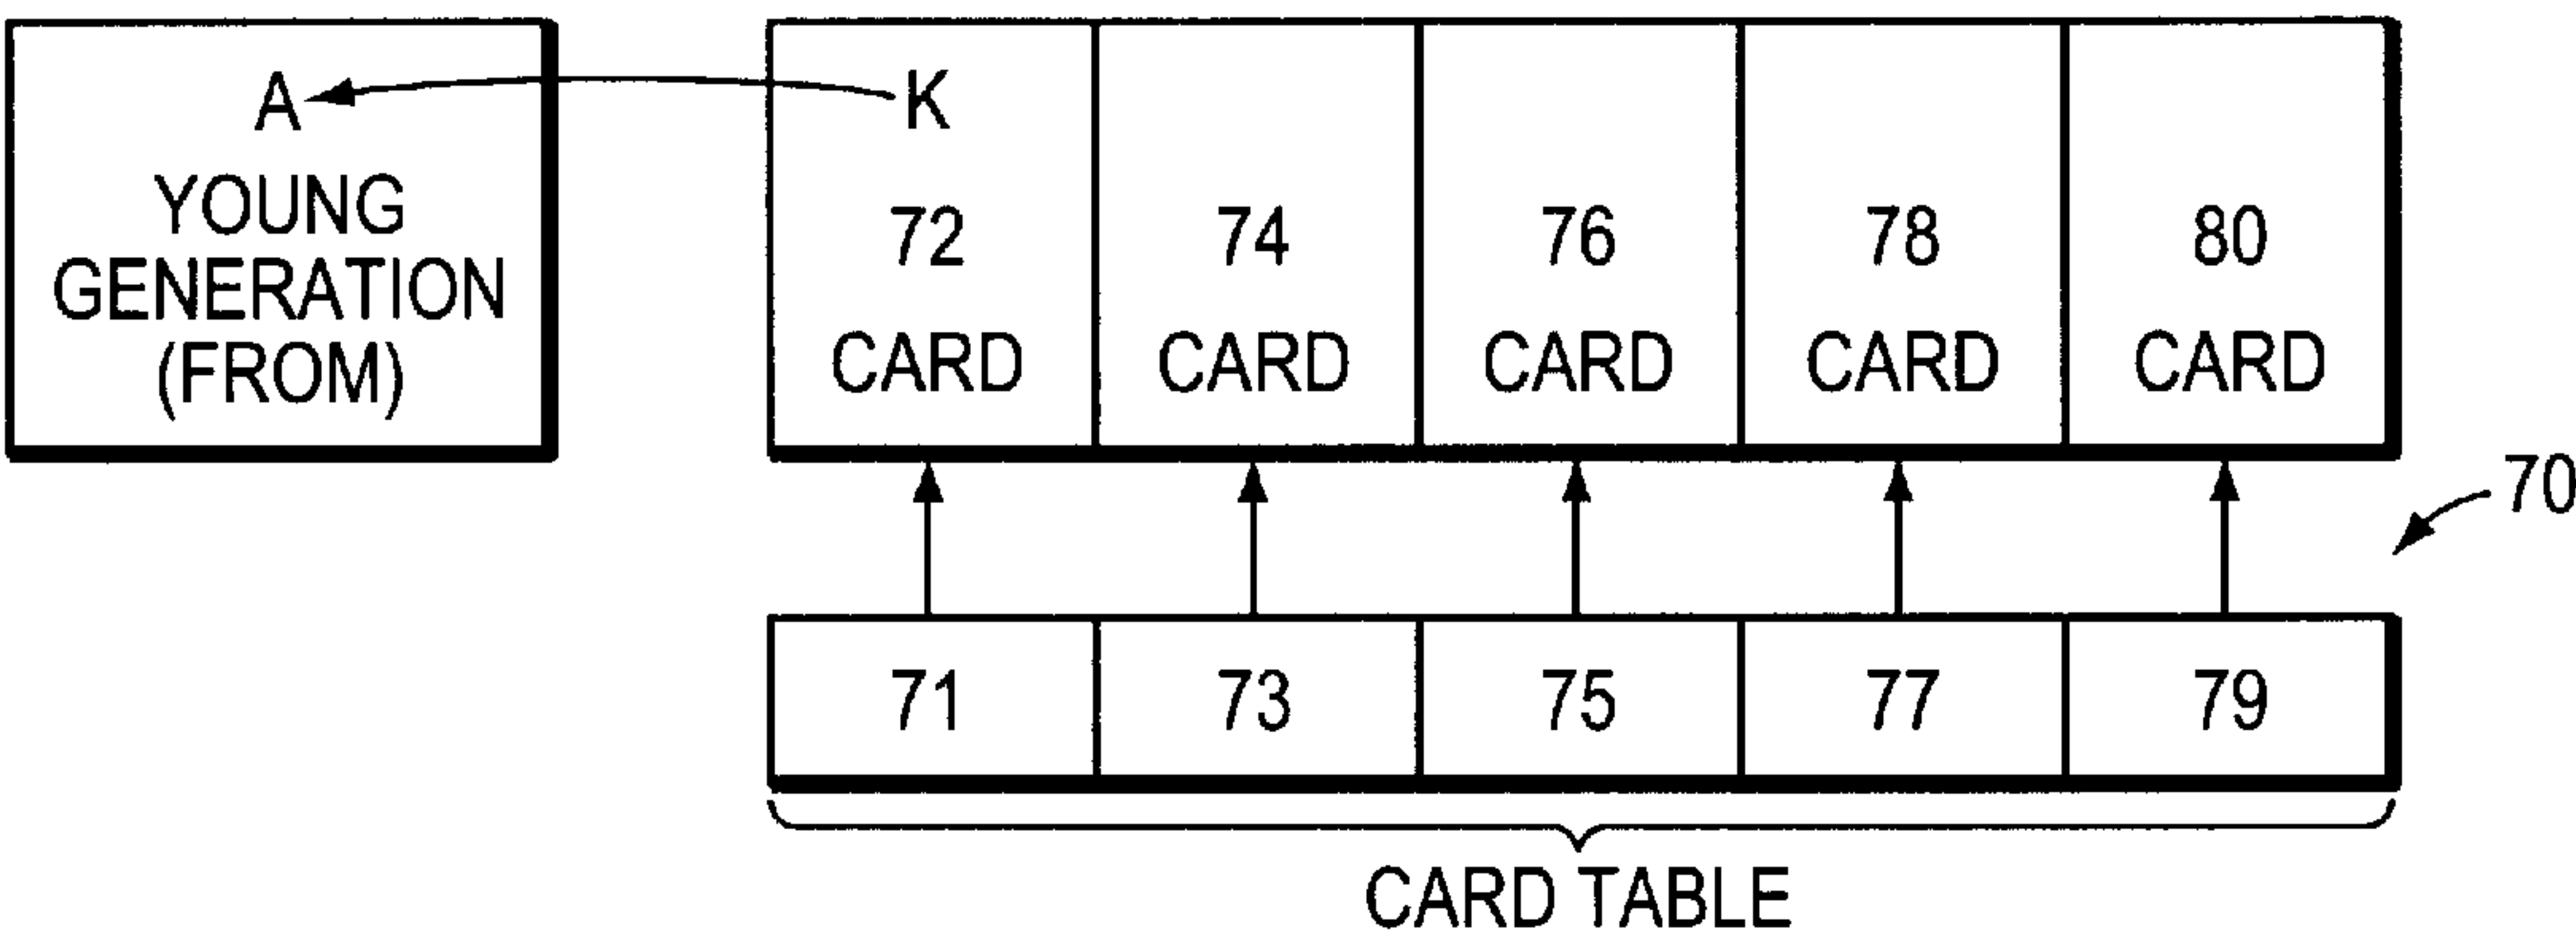 A
YOUNG
GENERATION
(FROM)
K
72
CARD
74
CARD
76
CARD
78
CARD
80
CARD
70
71
73
75
77
79
CARD TABLE